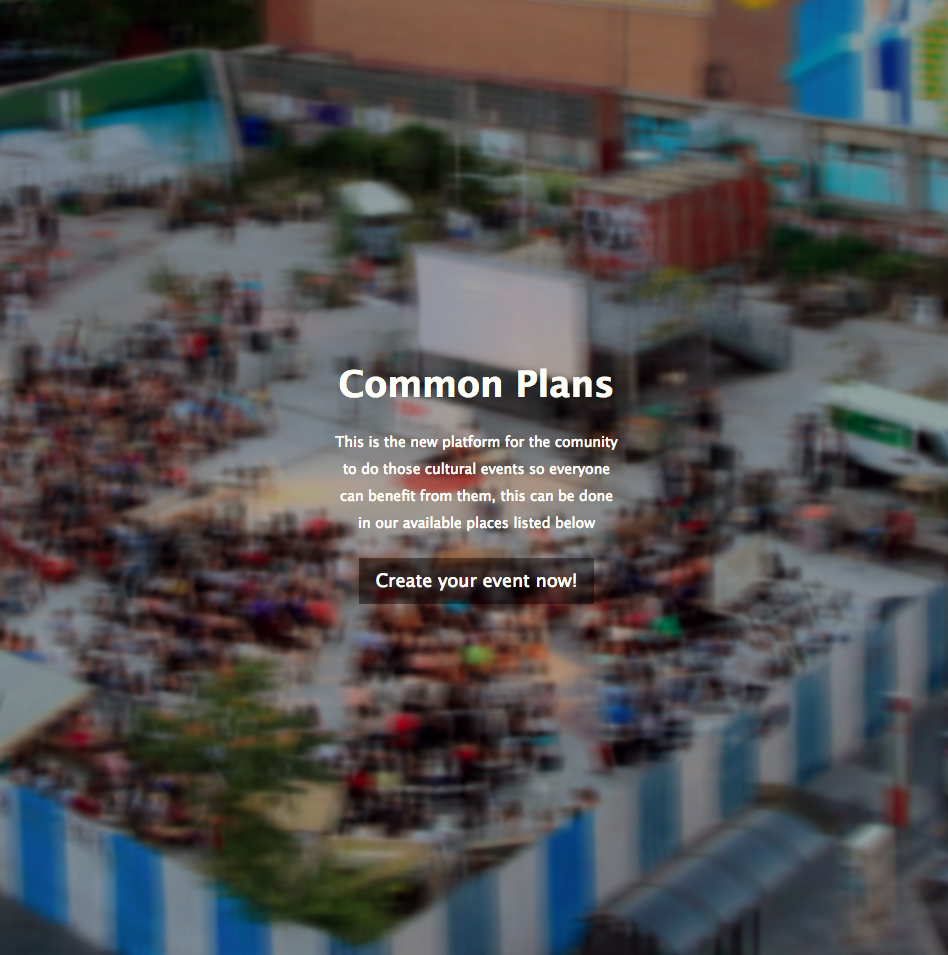 Common Plans
This is the new platform for the comunity
to do those cultural events so everyone
can benefit from them, this can be done
in our available places listed below
Create your event now!